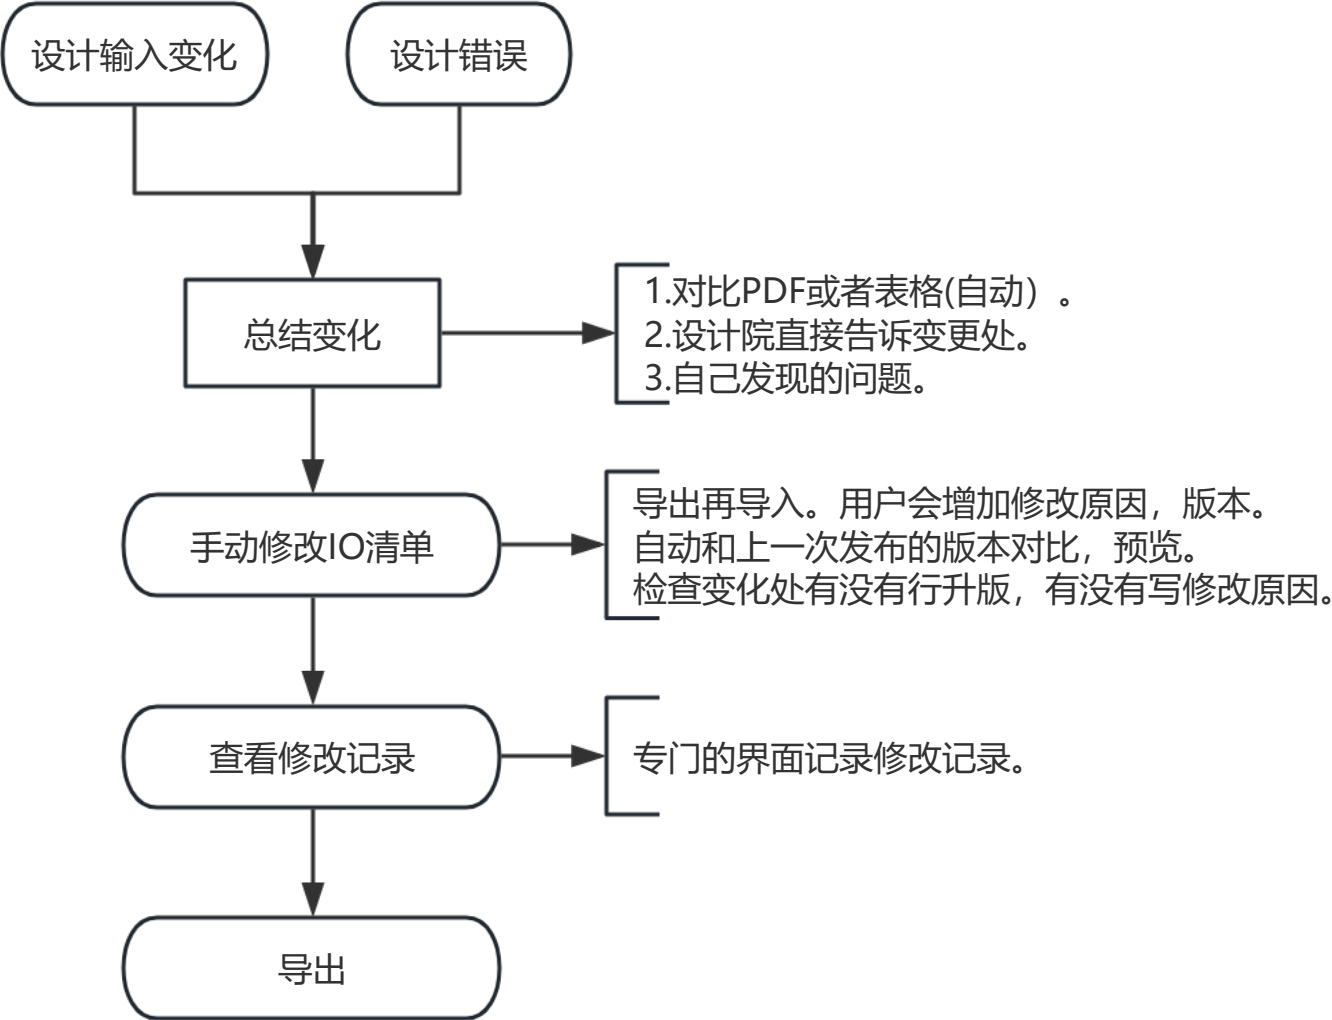 设计输入变化
设计错误
总结变化
1.对比PDF或者表格(自动）。
2.设计院直接告诉变更处。
3.自己发现的问题。
手动修改IO清单
导出再导入。用户会增加修改原因，版本。
自动和上一次发布的版本对比，预览。
检查变化处有没有行升版，有没有写修改原因。
查看修改记录
专门的界面记录修改记录。
导出